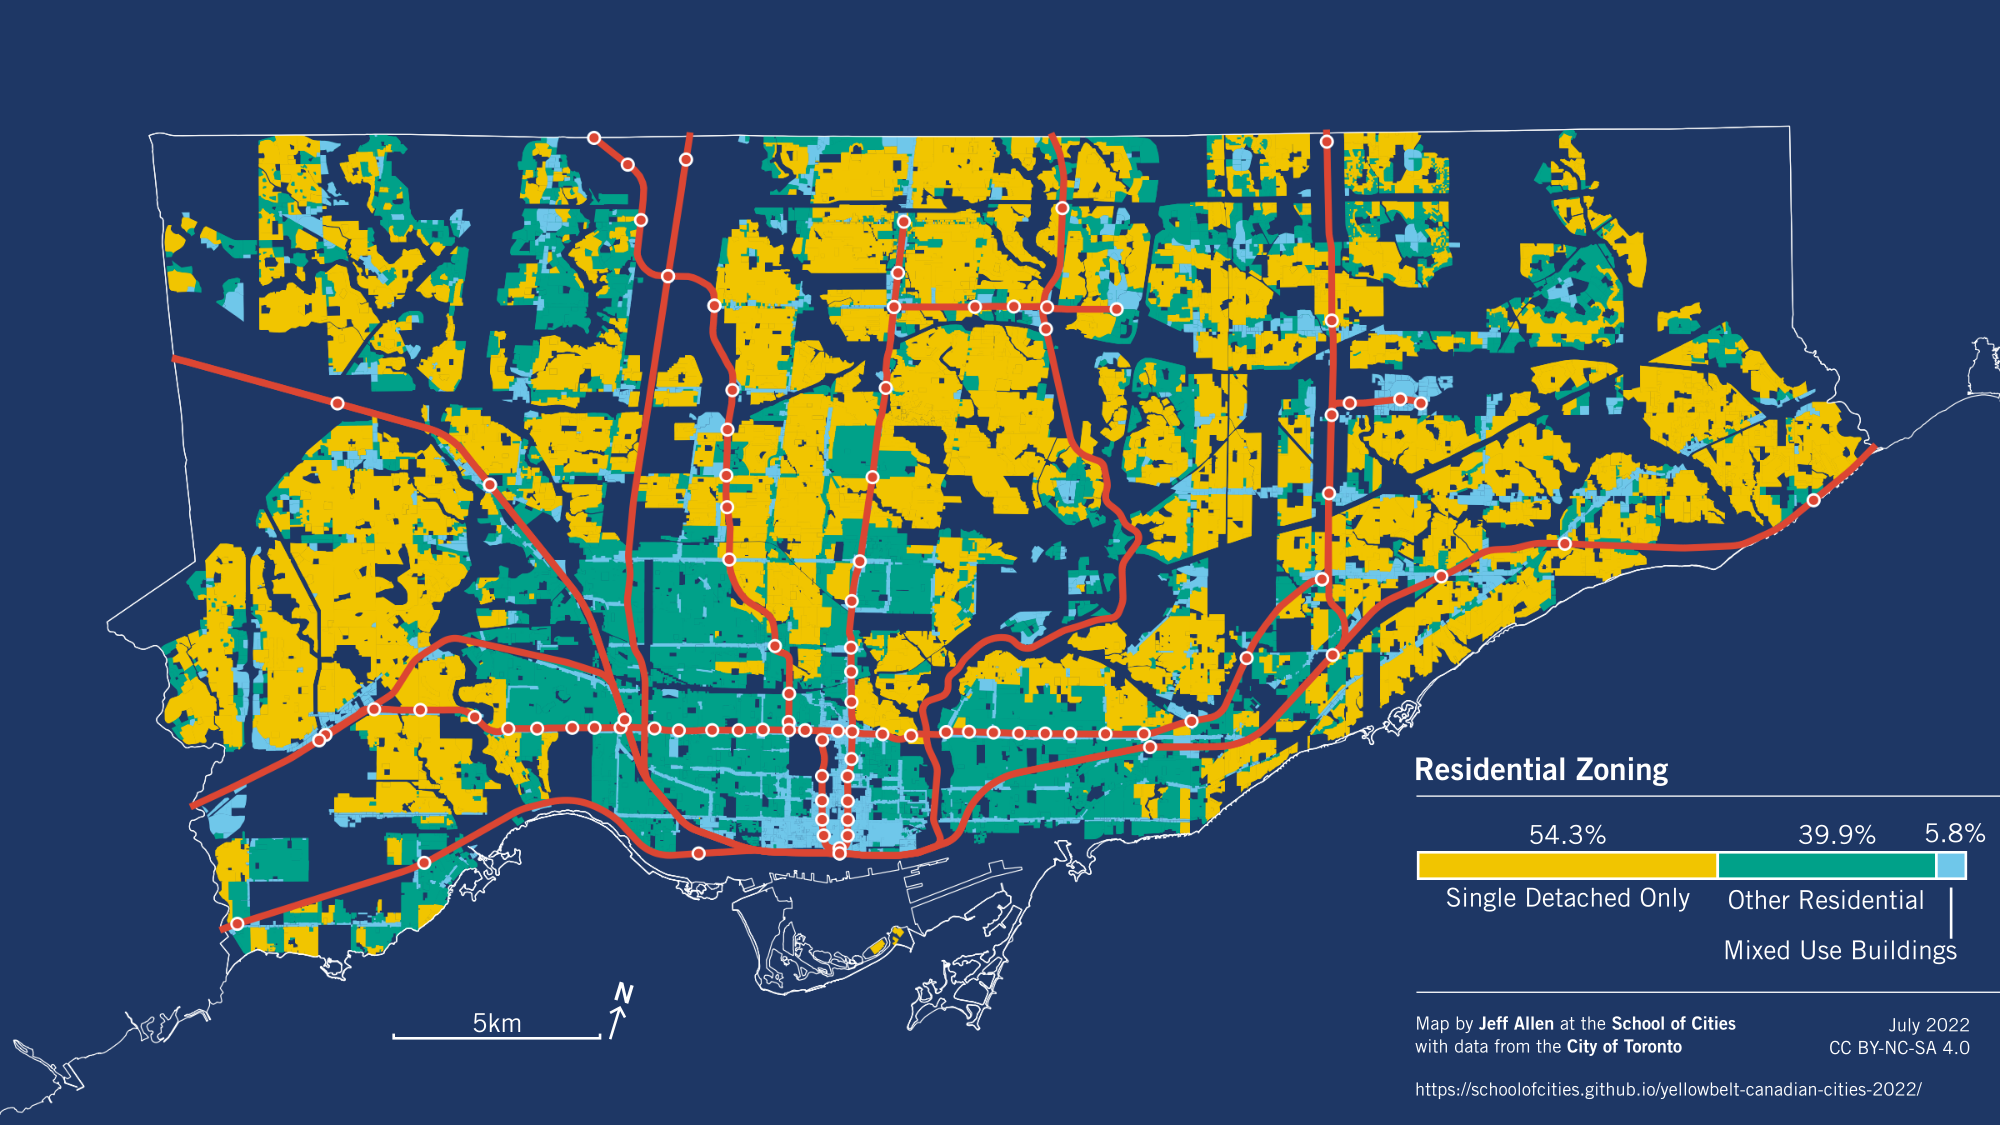 Residential Zoning
54.3% 39.9% 5.8%
Single Detached Only Other Residential
Mixed Use Buildings
N
5km
Map by Jeff Allen at the School of Cities
with data from the City of Toronto
July 2022
CC BY-NC-SA 4.0
https://schoolofcities.github.io/yellowbelt-canadian-cities-2022/